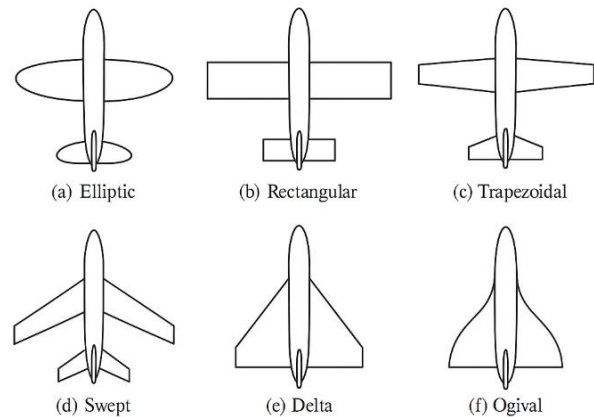 (a) Elliptic
(b) Rectangular
(c) Trapezoidal
(d) Swept
(e) Delta
(f) Ogival